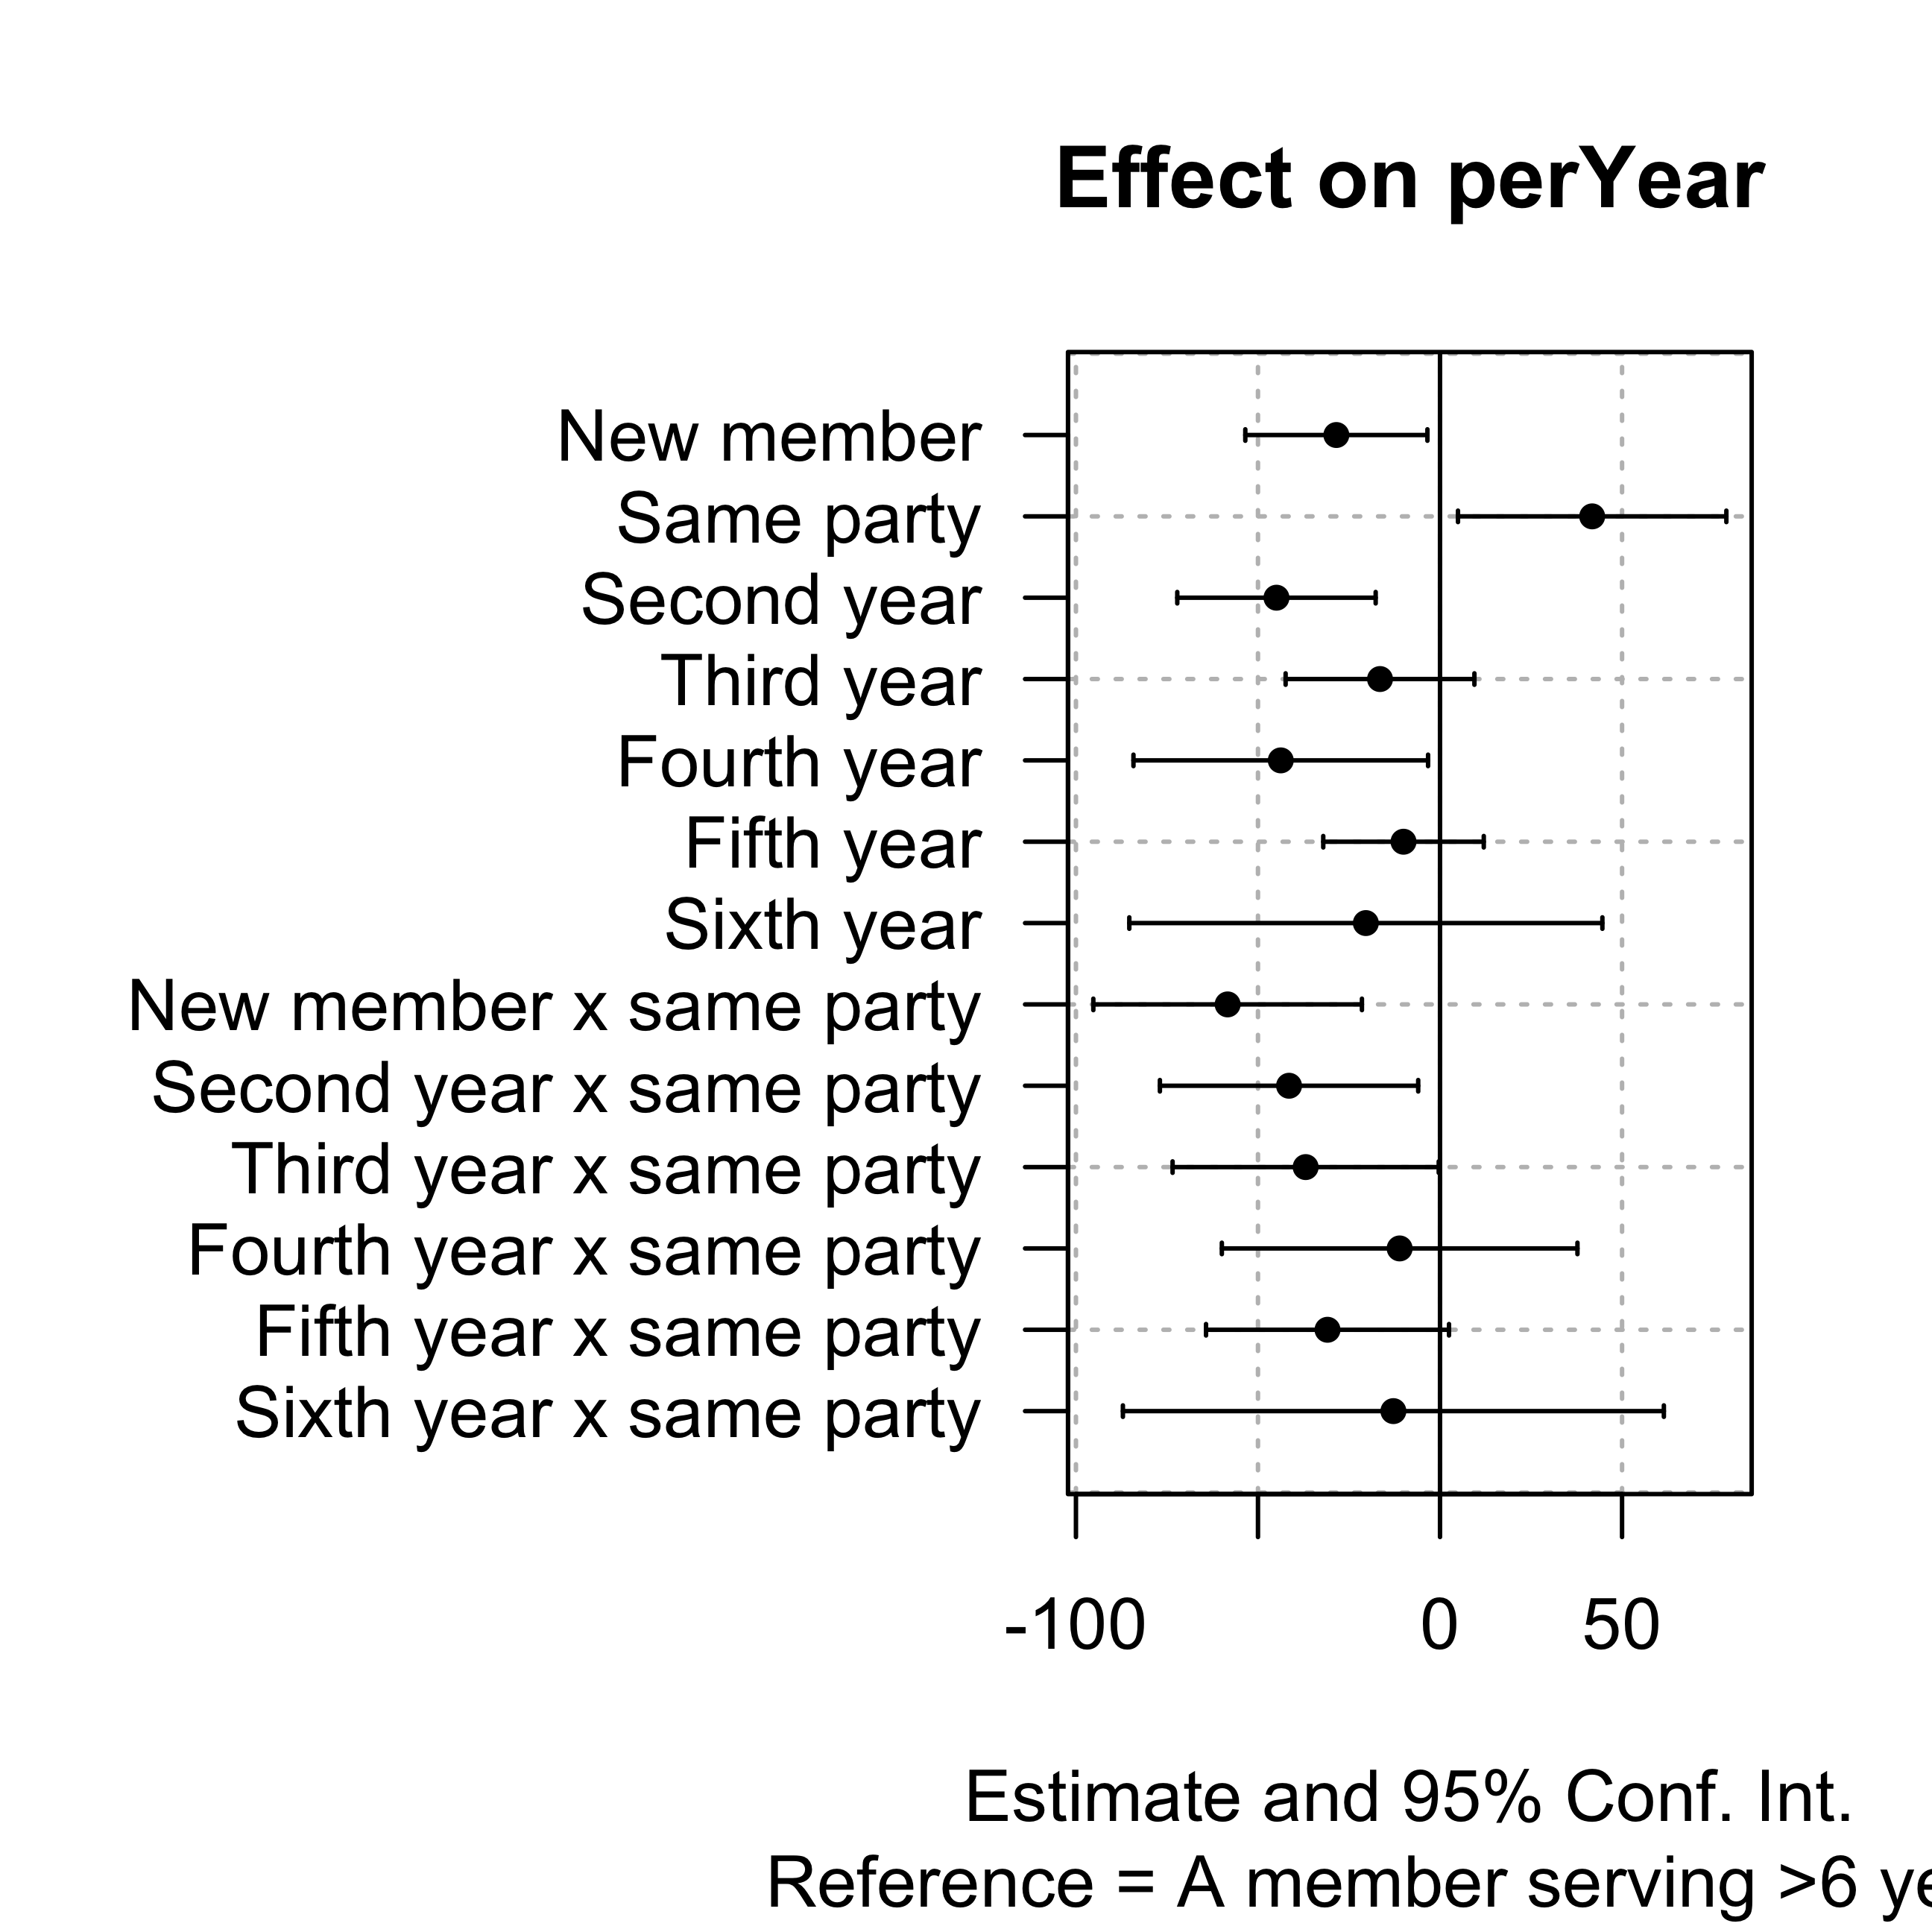 Effect on perYear
New member
Same party
Second year
Third year
Fourth year
Fifth year
Sixth year
New member x same party
Second year x same party
Third year x same party
Fourth year x same party
Fifth year x same party
Sixth year x same party
-100 0 50
Estimate and 95% Conf. Int.
Reference = A member serving >6